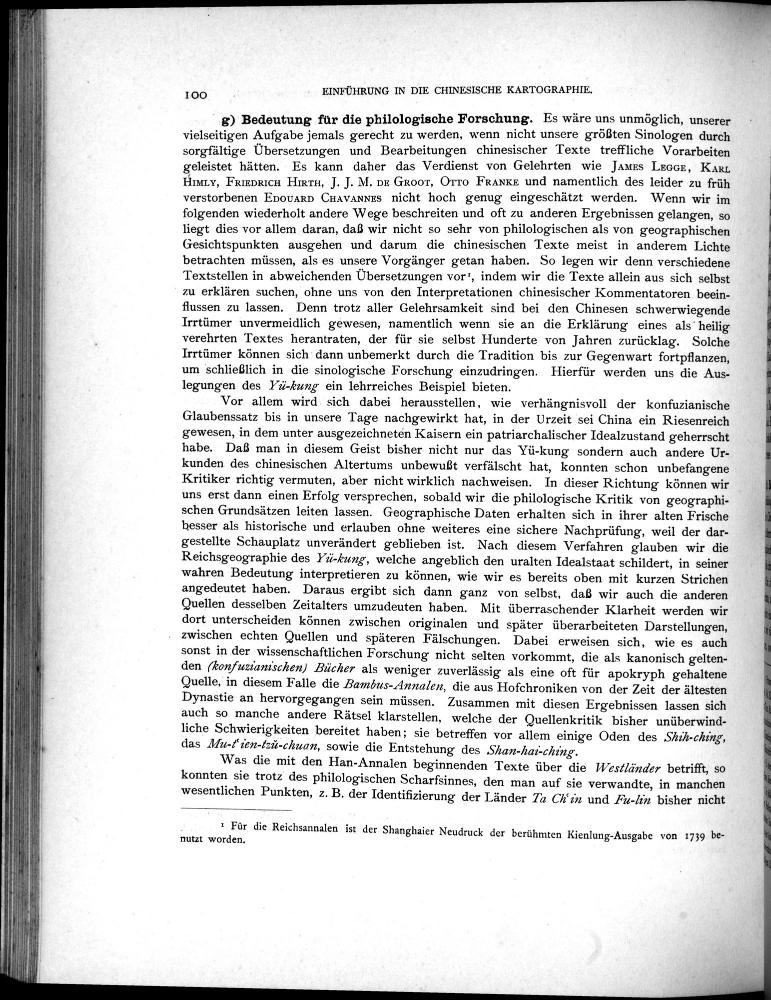 100
EINFÜHRUNG IN DIE CHINESISCHE KARTOGRAPHIE.
g) Bedeutung für die philologische Forschung. Es wäre uns unmöglich, unserer
vielseitigen Aufgabe jemals gerecht zu werden, wenn nicht unsere größten Sinologen durch
sorgfältige Übersetzungen und Bearbeitungen chinesischer Texte treffliche Vorarbeiten
geleistet hätten. Es kann daher das Verdienst von Gelehrten wie JAMES LEGGE, KARL
HIMLY, FRIEDRICH HIRTH, J. J. M. DE GROOT, OTTO FRANKE und namentlich des leider zu früh
verstorbenen EDOUARD CHAVANNES nicht hoch genug eingeschätzt werden. Wenn wir im
folgenden wiederholt andere Wege beschreiten und oft zu anderen Ergebnissen gelangen, so
liegt dies vor allem daran, daß wir nicht so sehr von philologischen als von geographischen
Gesichtspunkten ausgehen und darum die chinesischen Texte meist in anderem Lichte
betrachten müssen, als es unsere Vorgänger getan haben. So legen wir denn verschiedene
Textstellen in abweichenden Übersetzungen vor¹, indem wir die Texte allein aus sich selbst
zu erklären suchen, ohne uns von den Interpretationen chinesischer Kommentatoren beein-
flussen zu lassen. Denn trotz aller Gelehrsamkeit sind bei den Chinesen schwerwiegende
Irrtümer unvermeidlich gewesen, namentlich wenn sie an die Erklärung eines als heilig
verehrten Textes herantraten, der für sie selbst Hunderte von Jahren zurücklag. Solche
Irrtümer können sich dann unbemerkt durch die Tradition bis zur Gegenwart fortpflanzen,
um schließlich in die sinologische Forschung einzudringen. Hierfür werden uns die Aus-
legungen des Yü-kung ein lehrreiches Beispiel bieten.
Vor allem wird sich dabei herausstellen, wie verhängnisvoll der konfuzianische
Glaubenssatz bis in unsere Tage nachgewirkt hat, in der Urzeit sei China ein Riesenreich
gewesen, in dem unter ausgezeichneten Kaisern ein patriarchalischer Idealzustand geherrscht
habe. Daß man in diesem Geist bisher nicht nur das Yü-kung sondern auch andere Ur-
kunden des chinesischen Altertums unbewußt verfälscht hat, konnten schon unbefangene
Kritiker richtig vermuten, aber nicht wirklich nachweisen. In dieser Richtung können wir
uns erst dann einen Erfolg versprechen, sobald wir die philologische Kritik von geographi-
schen Grundsätzen leiten lassen. Geographische Daten erhalten sich in ihrer alten Frische
besser als historische und erlauben ohne weiteres eine sichere Nachprüfung, weil der dar-
gestellte Schauplatz unverändert geblieben ist. Nach diesem Verfahren glauben wir die
Reichsgeographie des Yü-kung, welche angeblich den uralten Idealstaat schildert, in seiner
wahren Bedeutung interpretieren zu können, wie wir es bereits oben mit kurzen Strichen
angedeutet haben. Daraus ergibt sich dann ganz von selbst, daß wir auch die anderen
Quellen desselben Zeitalters umzudeuten haben. Mit überraschender Klarheit werden wir
dort unterscheiden können zwischen originalen und später überarbeiteten Darstellungen,
zwischen echten Quellen und späteren Fälschungen. Dabei erweisen sich, wie es auch
sonst in der wissenschaftlichen Forschung nicht selten vorkommt, die als kanonisch gelten-
den (konfuzianischen) Bücher als weniger zuverlässig als eine oft für apokryph gehaltene
Quelle, in diesem Falle die Bambus-Annalen, die aus Hofchroniken von der Zeit der ältesten
Dynastie an hervorgegangen sein müssen. Zusammen mit diesen Ergebnissen lassen sich
auch so manche andere Rätsel klarstellen, welche der Quellenkritik bisher unüberwind-
liche Schwierigkeiten bereitet haben; sie betreffen vor allem einige Oden des Shih-ching,
das Mu-t'ien-tzü-chuan, sowie die Entstehung des Shan-hai-ching.
Was die mit den Han-Annalen beginnenden Texte über die Westländer betrifft, so
konnten sie trotz des philologischen Scharfsinnes, den man auf sie verwandte, in manchen
wesentlichen Punkten, z. B. der Identifizierung der Länder Ta Ch'in und Fu-lin bisher nicht
¹ Für die Reichsannalen ist der Shanghaier Neudruck der berühmten Kienlung-Ausgabe von 1739 be-
nutzt worden.